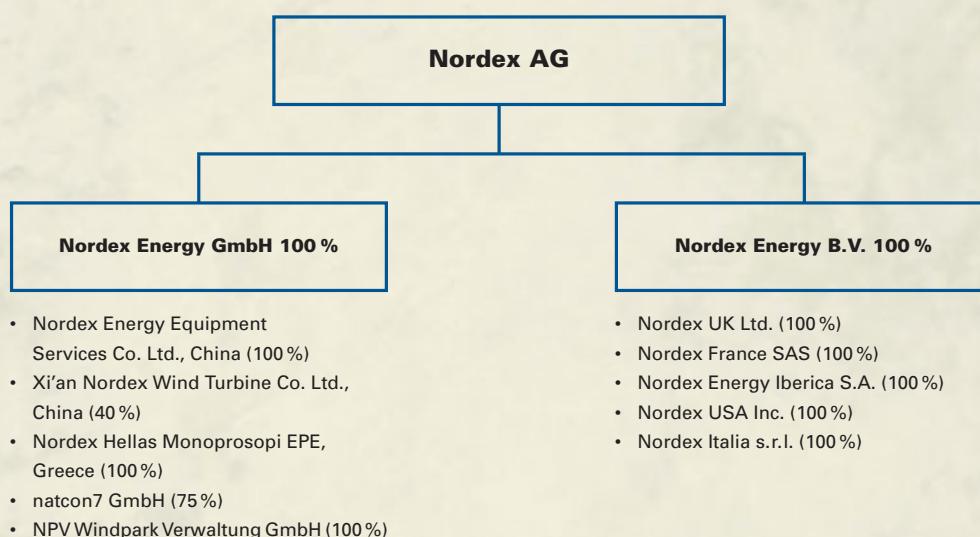 Nordex AG
Nordex Energy GmbH 100 %
• Nordex Energy Equipment
Services Co. Ltd., China (100 %)
• Xi’an Nordex Wind Turbine Co. Ltd.,
China (40 %)
• Nordex Hellas Monoprosopi EPE,
Greece (100 %)
• natcon7 GmbH (75 %)
• NPV Windpark Verwaltung GmbH (100 %)
Nordex Energy B.V. 100 %
• Nordex UK Ltd. (100 %)
• Nordex France SAS (100 %)
• Nordex Energy Iberica S.A. (100 %)
• Nordex USA Inc. (100 %)
• Nordex Italia s.r.l. (100 %)